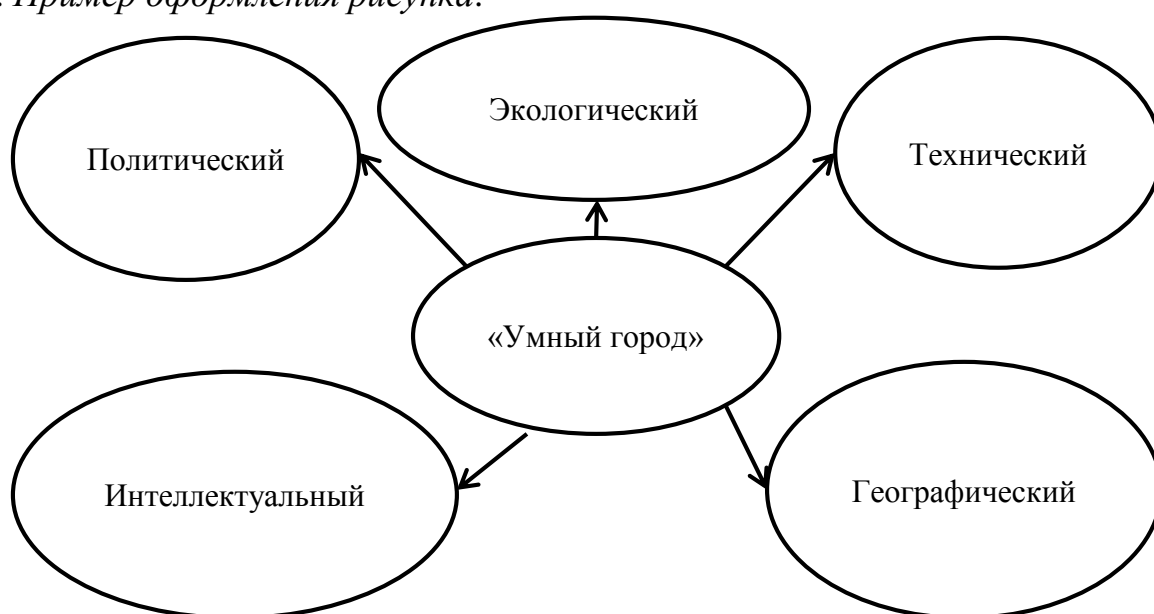 . Пример оформления рисунка:
Экологический
Политический
Технический
«Умный город»
Интеллектуальный
Географический